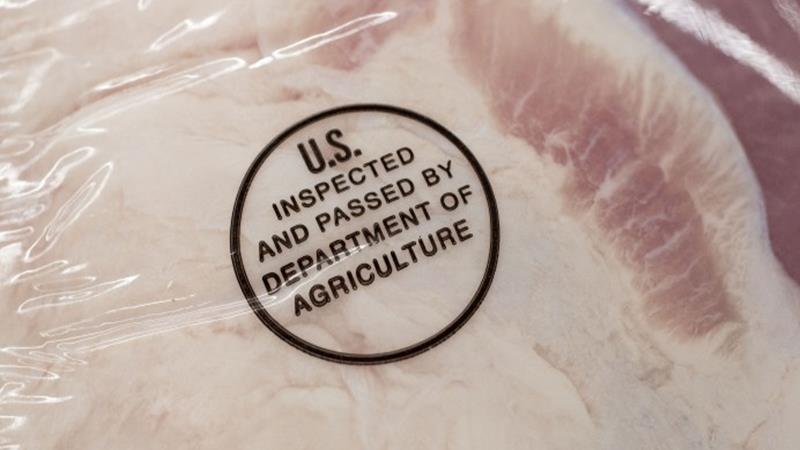 U.S.
INSPECTED
AND PASSED BY
DEPARTMENT OF
AGRICULTURE